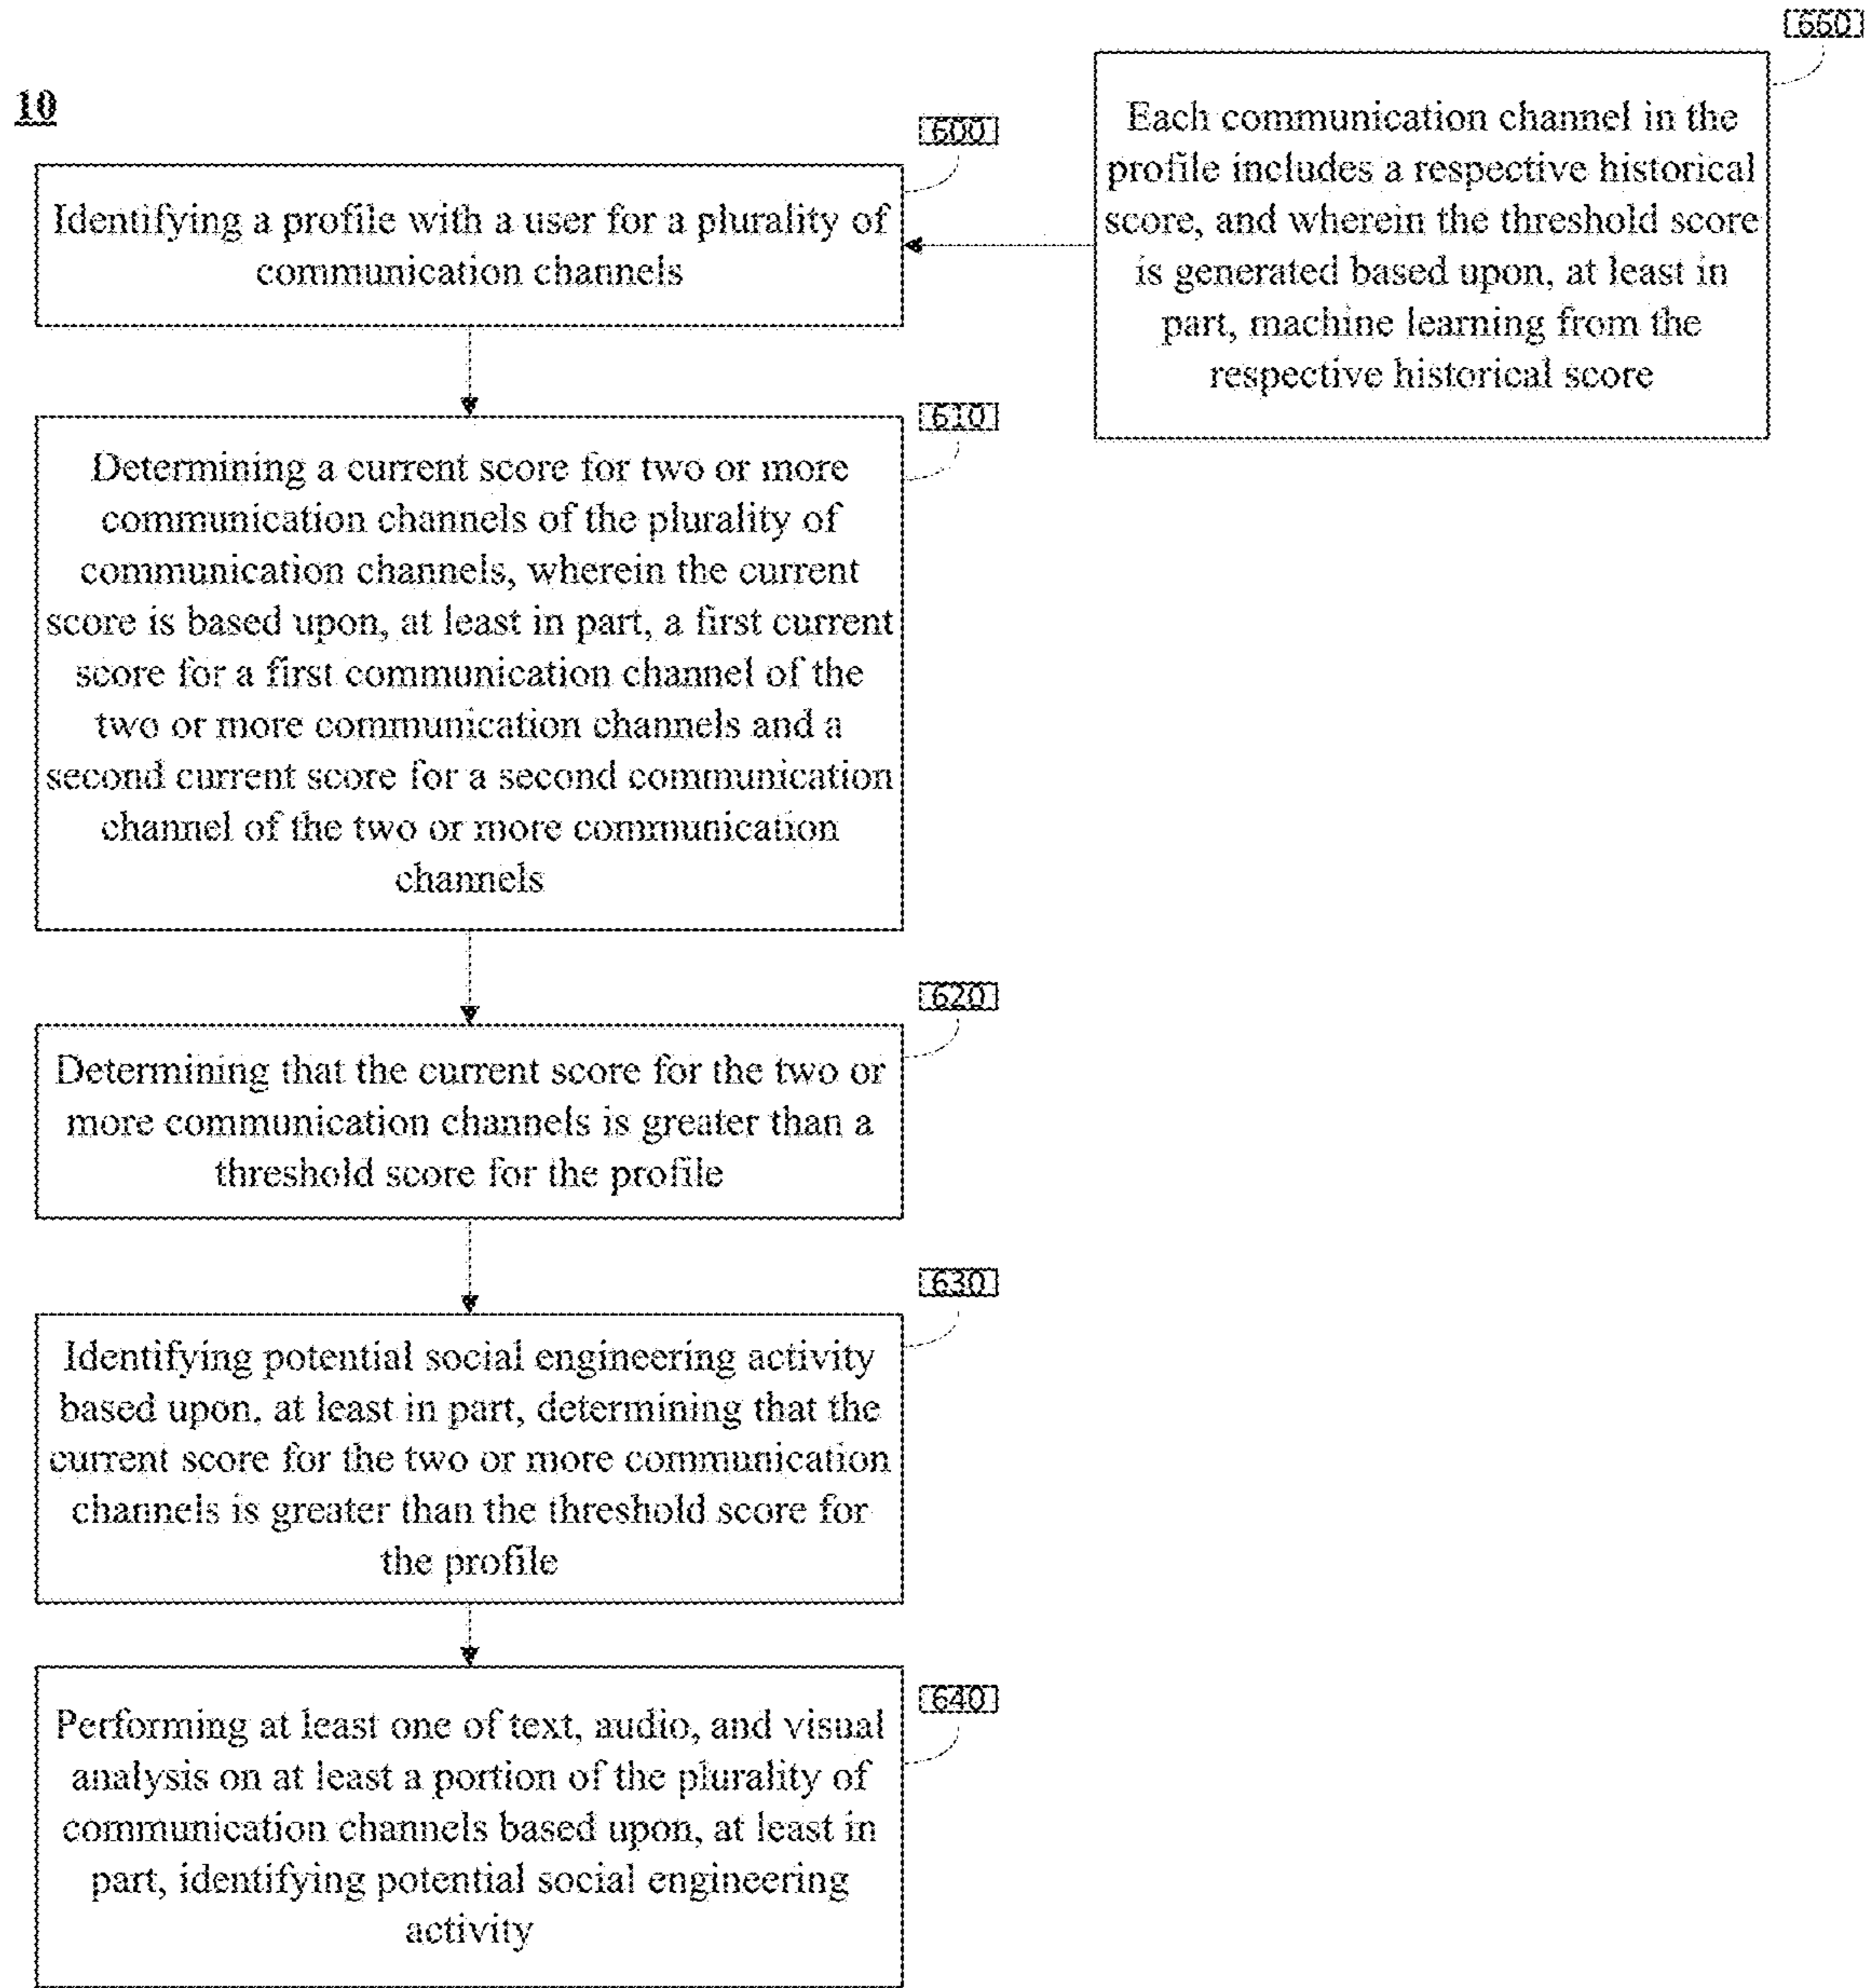 660
10
600
Each communication channel in the
profile includes a respective historical
score, and wherein the threshold score
is generated based upon, at least in
part, machine learning from the
respective historical score
Identifying a profile with a user for a plurality of
communication channels
610
Determining a current score for two or more
communication channels of the plurality of
communication channels, wherein the current
score is based upon, at least in part, a first current
score for a first communication channel of the
two or more communication channels and a
second current score for a second communication
channel of the two or more communication
channels
620
Determining that the current score for the two or
more communication channels is greater than a
threshold score for the profile
630
Identifying potential social engineering activity
based upon, at least in part, determining that the
current score for the two or more communication
channels is greater than the threshold score for
the profile
640
Performing at least one of text, audio, and visual
analysis on at least a portion of the plurality of
communication channels based upon, at least in
part, identifying potential social engineering
activity